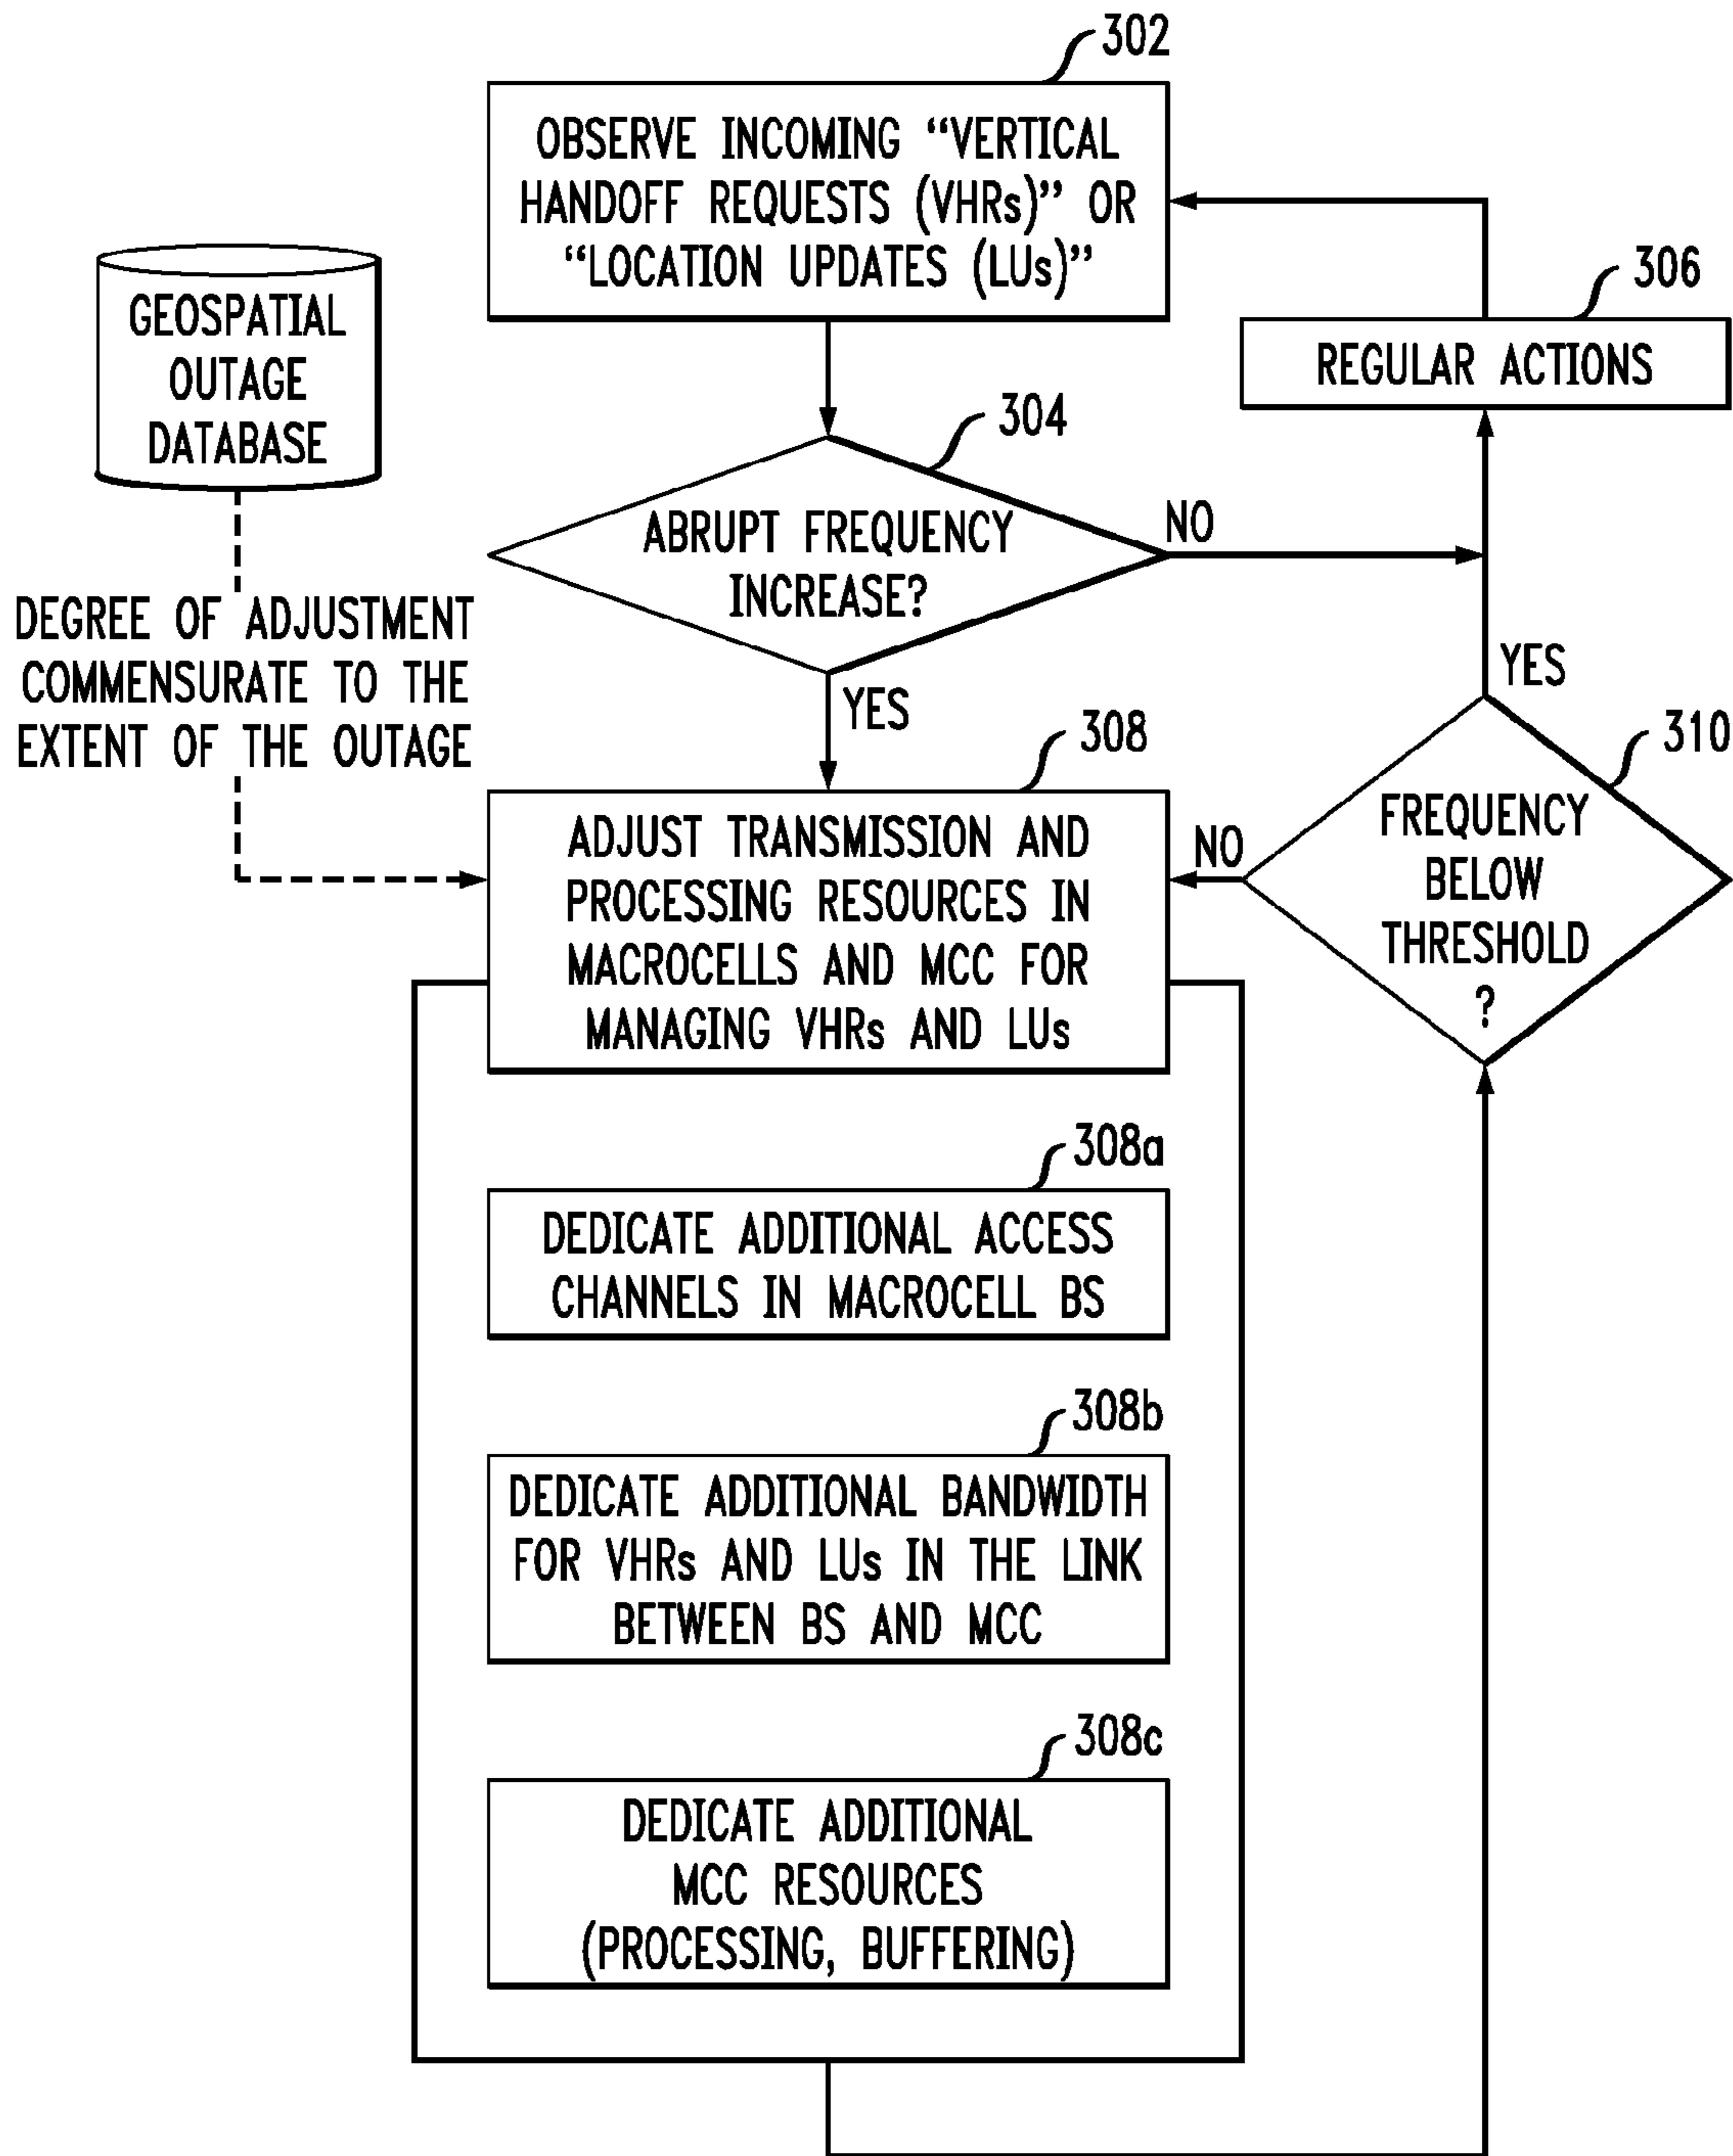 302
OBSERVE INCOMING “VERTICAL
HANDOFF REQUESTS (VHRs)” OR
“LOCATION UPDATES (LUs)”
306
REGULAR ACTIONS
GEOSPATIAL
OUTAGE
DATABASE
304
ABRUPT FREQUENCY
INCREASE?
NO
YES
DEGREE OF ADJUSTMENT
COMMENSURATE TO THE
EXTENT OF THE OUTAGE
YES
310
FREQUENCY
BELOW
THRESHOLD
?
NO
308
ADJUST TRANSMISSION AND
PROCESSING RESOURCES IN
MACROCELLS AND MCC FOR
MANAGING VHRs AND LUs
308a
DEDICATE ADDITIONAL ACCESS
CHANNELS IN MACROCELL BS
308b
DEDICATE ADDITIONAL BANDWIDTH
FOR VHRs AND LUs IN THE LINK
BETWEEN BS AND MCC
308c
DEDICATE ADDITIONAL
MCC RESOURCES
(PROCESSING, BUFFERING)